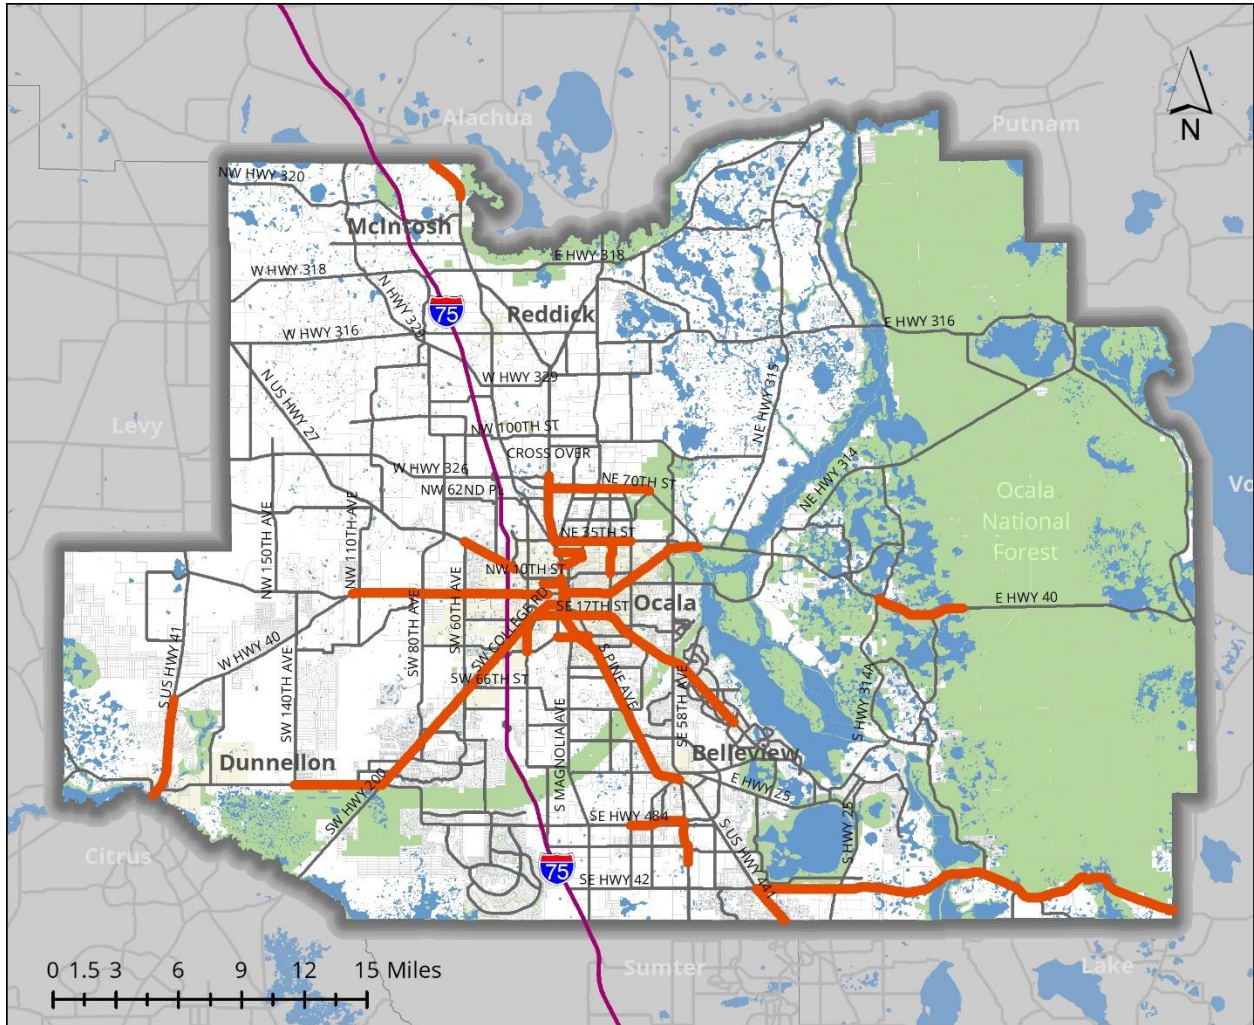 Alachua
Putnam
N
NW HWY 320
McIntosh
E HWY 318
W HWY 318
N HWY 329
75
Reddick
W HWY 316
E HWY 316
W HWY 329
N US HWY 27
NE HWY 315
Levy
NW 100TH ST
CROSS OVER
W HWY 326
NE 70TH ST
NW 62ND PL
NE HWY 314
Vo
Ocala
National
Forest
NW 150TH AVE
NW 110TH AVE
NE 35TH ST
NW 10TH ST
SW 80TH AVE
SW 60TH AVE
SW COLLEGE RD
SE 17TH ST
Ocala
E HWY 40
S US HWY 41
W HWY 40
SW 140TH AVE
SW 66TH ST
S PINE AVE
SE 58TH AVE
S HWY 314A
Dunnellon
Belleview
S MAGNOLIA AVE
SW HWY 200
E HWY 25
SE HWY 484
S US HWY 441
S HWY 25
Citrus
75
SE HWY 42
Sumter
Lake
0 1.5 3 6 9 12 15 Miles